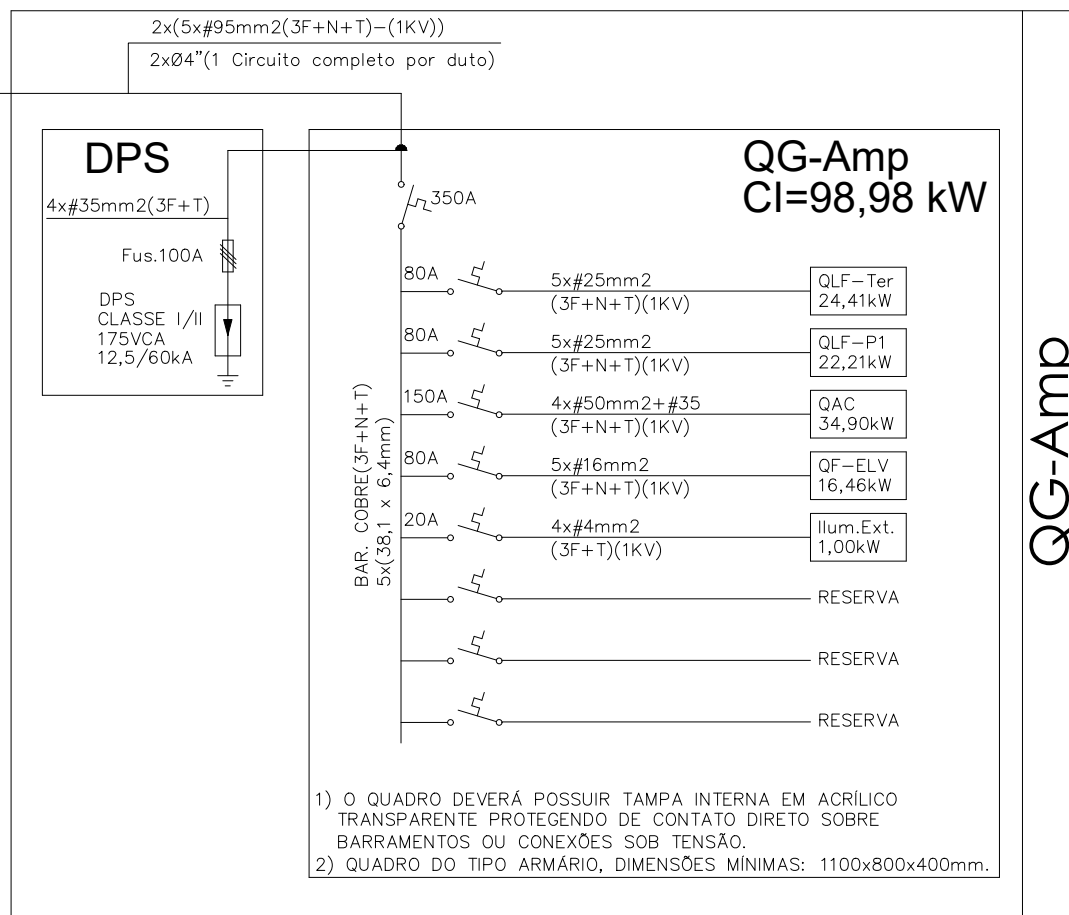 2x(5x#95mm2(3F+N+T)-(1KV))
2xØ4"(1 Circuito completo por duto)
DPS
4x#35mm2(3F+T)
Fus.100A
DPS
CLASSE I/II
175VCA
12,5/60kA
QG-Amp
CI=98,98 kW
350A
80A
5x#25mm2
(3F+N+T)(1KV)
QLF-Ter
24,41kW
80A
5x#25mm2
(3F+N+T)(1KV)
QLF-P1
22,21kW
150A
4x#50mm2+#35
(3F+N+T)(1KV)
QAC
34,90kW
80A
5x#16mm2
(3F+N+T)(1KV)
QF-ELV
16,46kW
20A
4x#4mm2
(3F+T)(1KV)
Ilum.Ext.
1,00kW
RESERVA
RESERVA
RESERVA
BAR. COBRE(3F+N+T)
5x(38,1 x 6,4mm)
1) O QUADRO DEVERÁ POSSUIR TAMPA INTERNA EM ACRÍLICO
TRANSPARENTE PROTEGENDO DE CONTATO DIRETO SOBRE
BARRAMENTOS OU CONEXÕES SOB TENSÃO.
2) QUADRO DO TIPO ARMÁRIO, DIMENSÕES MÍNIMAS: 1100x800x400mm.
QG-Amp